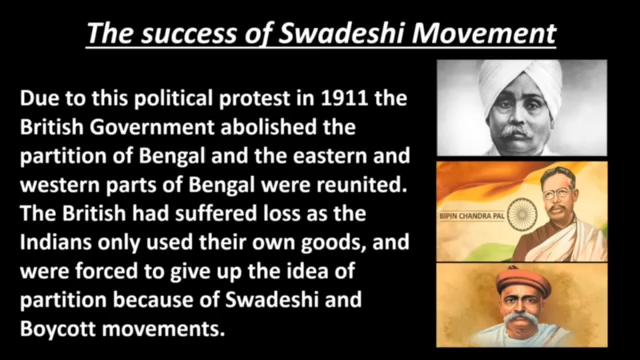 The success of Swadeshi Movement
Due to this political protest in 1911 the
British Government abolished the
partition of Bengal and the eastern and
western parts of Bengal were reunited.
The British had suffered loss as the
Indians only used their own goods, and
were forced to give up the idea of
partition because of Swadeshi and
Boycott movements.
BIPIN CHANDRA PAL